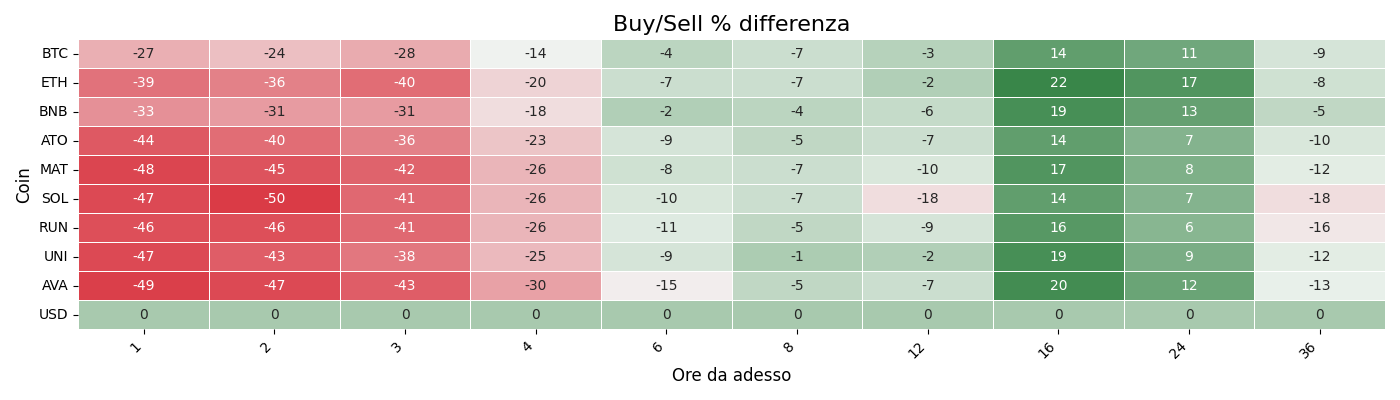 Buy/Sell % differenza
Coin
BTC -27 -24 -28 -14 -4 -7 -3 14 11 -9
ETH -39 -36 -40 -20 -7 -7 -2 22 17 -8
BNB -33 -31 -31 -18 -2 -4 -6 19 13 -5
ATO -44 -40 -36 -23 -9 -5 -7 14 7 -10
MAT -48 -45 -42 -26 -8 -7 -10 17 8 -12
SOL -47 -50 -41 -26 -10 -7 -18 14 7 -18
RUN -46 -46 -41 -26 -11 -5 -9 16 6 -16
UNI -47 -43 -38 -25 -9 -1 -2 19 9 -12
AVA -49 -47 -43 -30 -15 -5 -7 20 12 -13
USD 0 0 0 0 0 0 0 0 0 0
1 2 3 4 6 8 12 16 24 36
Ore da adesso